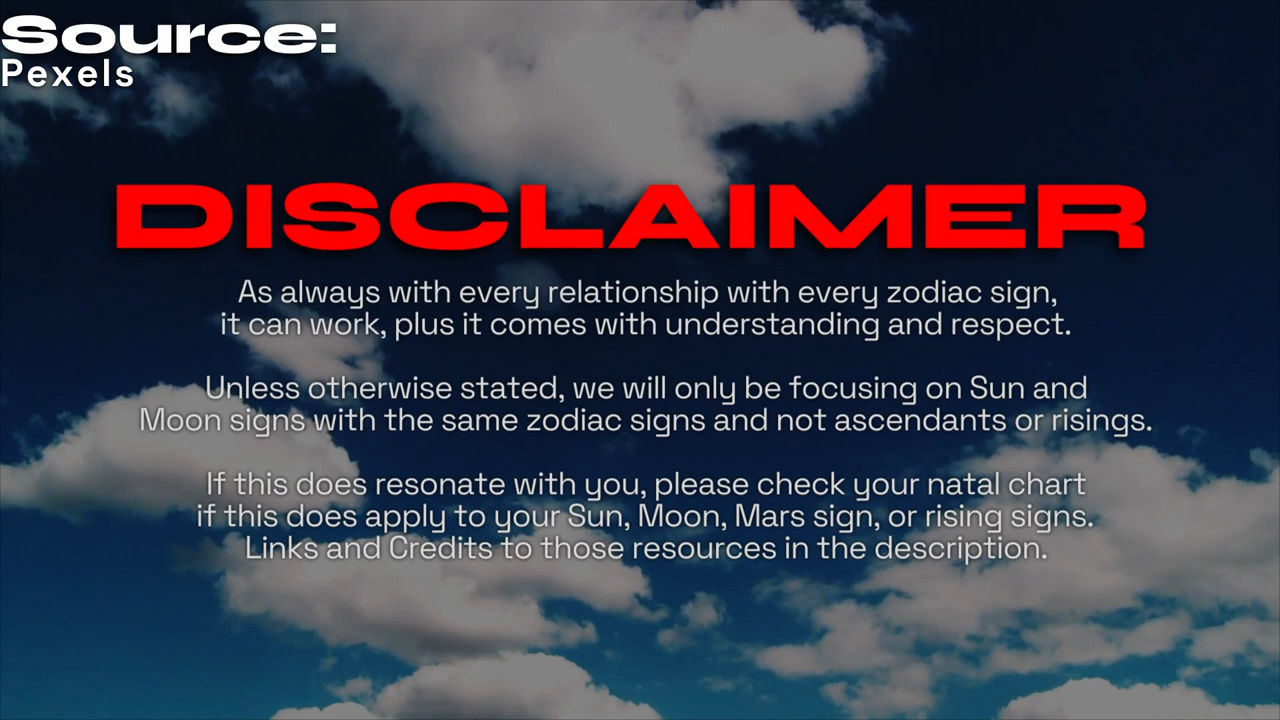 Source:
Pexels
DISCLAIMER
As always with every relationship with every zodiac sign,
it can work, plus it comes with understanding and respect.
Unless otherwise stated, we will only be focusing on Sun and
Moon signs with the same zodiac signs and not ascendants or risings.
If this does resonate with you, please check your natal chart
if this does apply to your Sun, Moon, Mars sign, or rising signs.
Links and Credits to those resources in the description.